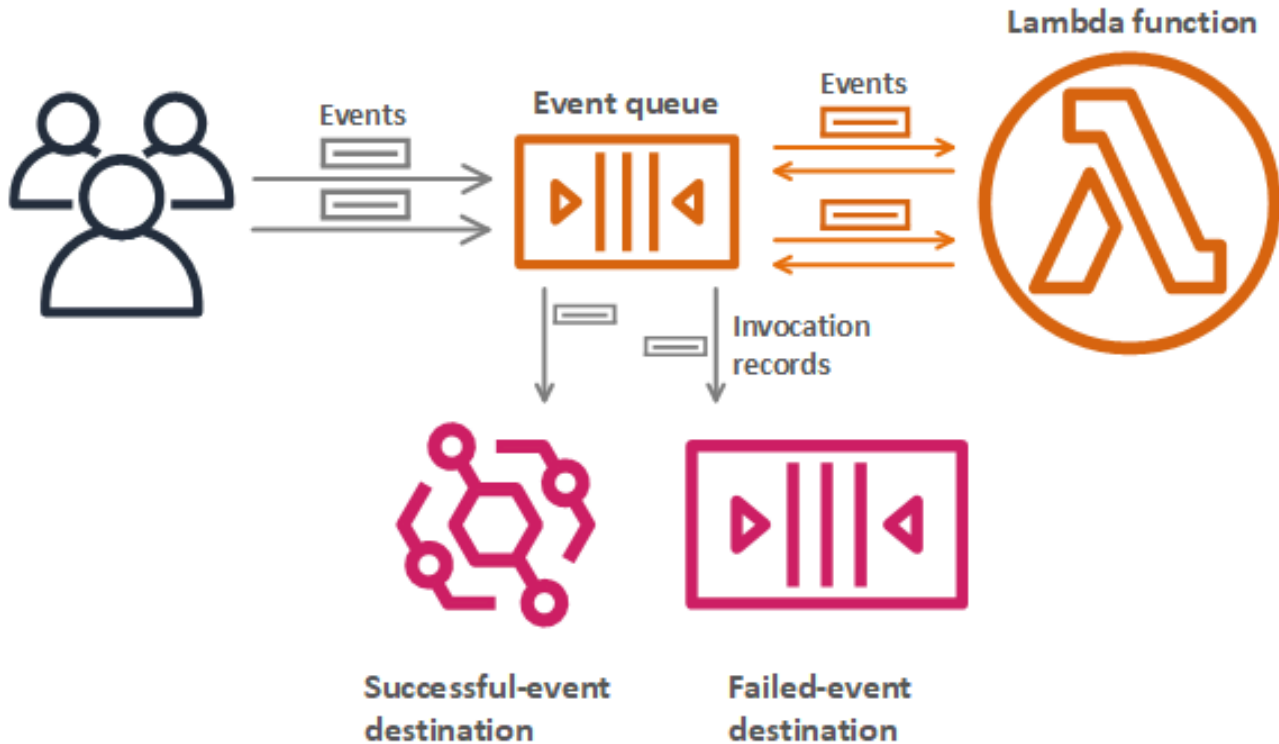 Lambda function
Events
Event queue
Events
Invocation
records
Successful-event
destination
Failed-event
destination